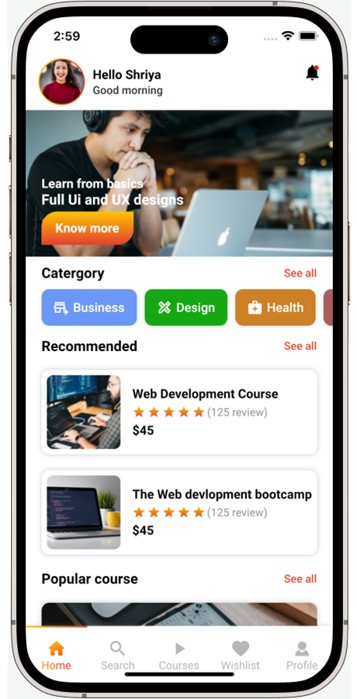 2:59
Hello Shriya
Good morning
Learn from basics
Full Ui and UX designs
Know more
Catergory See all
Business Design Health
Recommended See all
Web Development Course
(125 review)
$45
The Web devlopment bootcamp
(125 review)
$45
Popular course See all
Home Search Courses Wishlist Profile